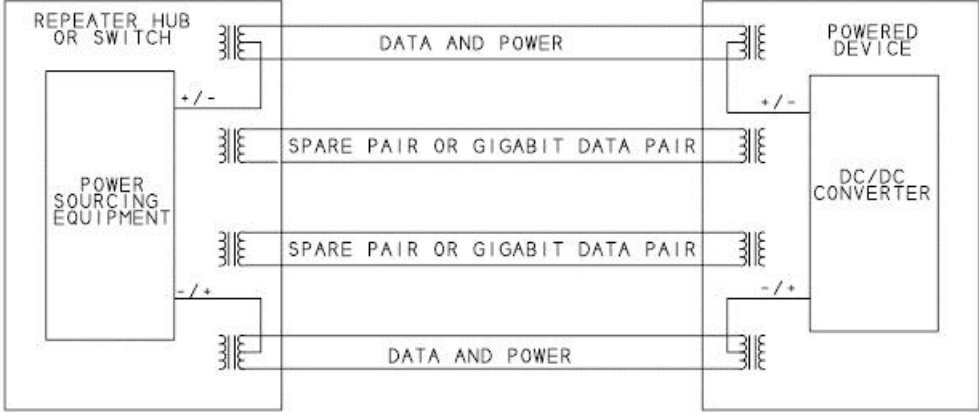 REPEATER HUB
OR SWITCH
DATA AND POWER
POWERED
DEVICE
+/-
+/-
SPARE PAIR OR GIGABIT DATA PAIR
POWER
SOURCING
EQUIPMENT
DC/DC
CONVERTER
SPARE PAIR OR GIGABIT DATA PAIR
-/+
-/+
DATA AND POWER